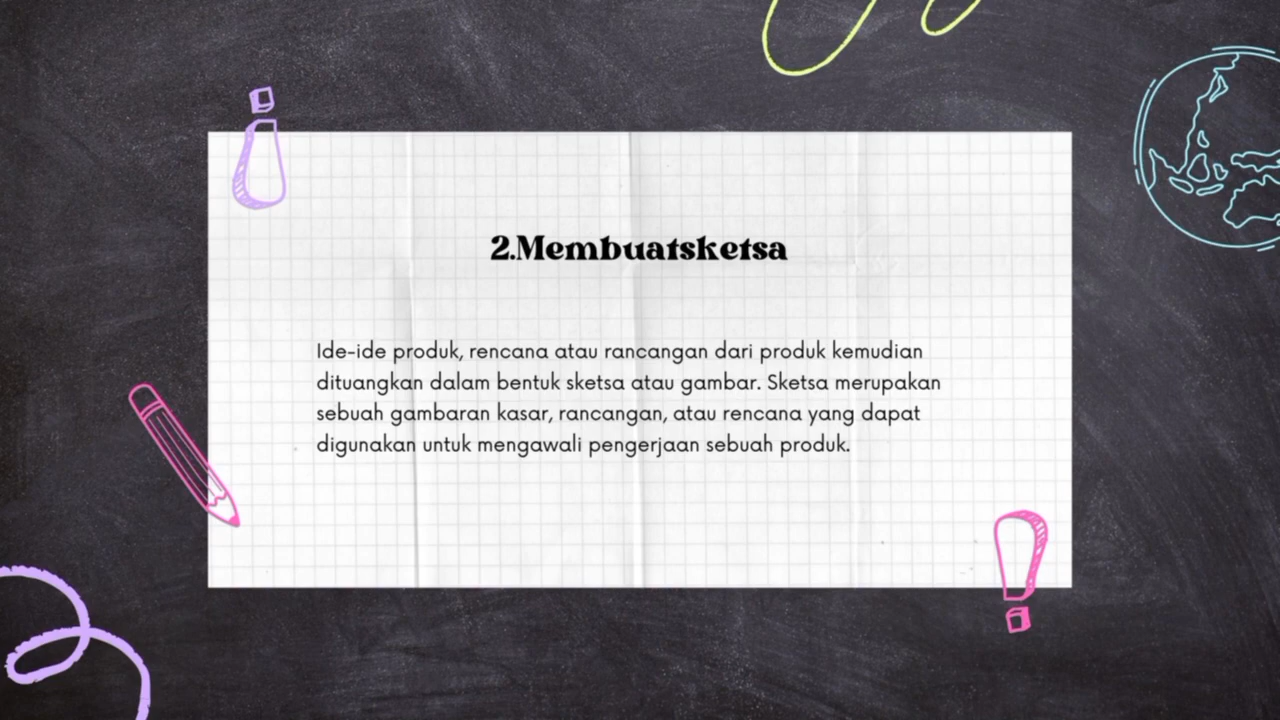 2.Membuatsketsa
Ide-ide produk, rencana atau rancangan dari produk kemudian
dituangkan dalam bentuk sketsa atau gambar. Sketsa merupakan
sebuah gambaran kasar, rancangan, atau rencana yang dapat
digunakan untuk mengawali pengerjaan sebuah produk.